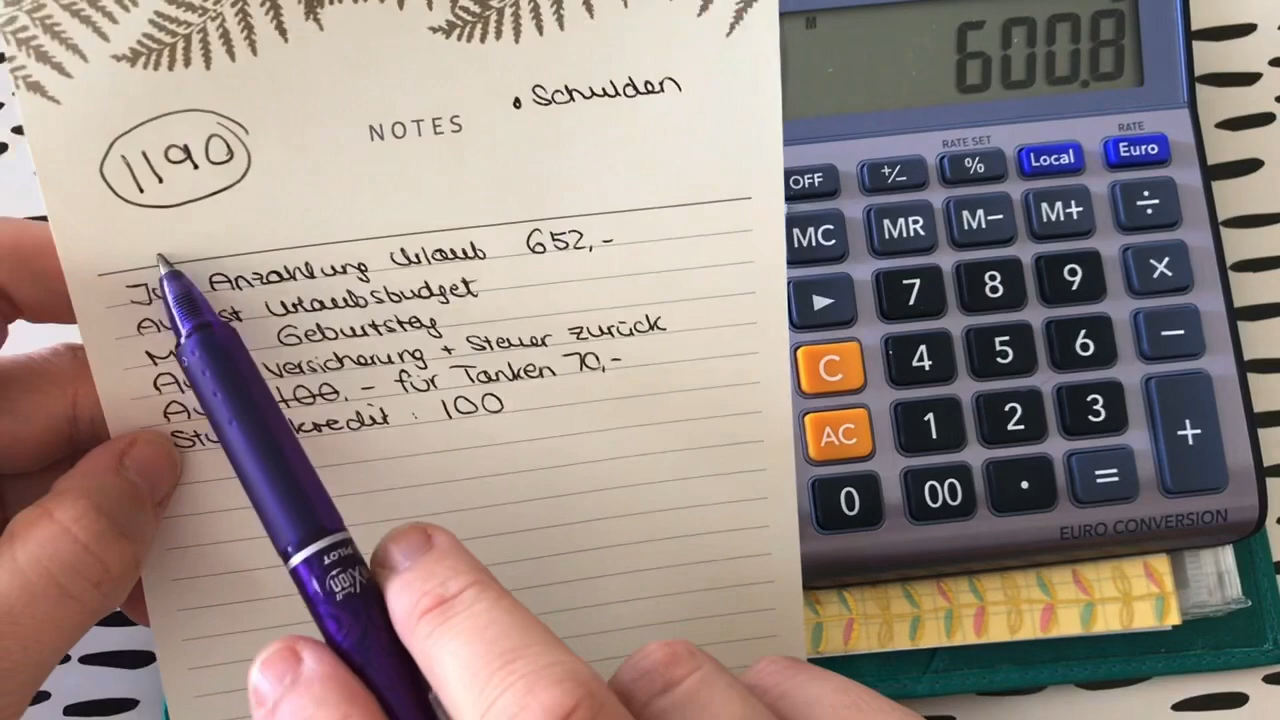 • Schulden
NOTES
1190
Anzahlung Urlaub 652,-
Urlaubsbudget
Geburtstag
versicherung + Steuer zurück
100.- für Tanken 70,-
kredit: 100
PILOT
M
600.8
RATE SET
RATE
OFF
+/-
%
Local
Euro
MC
MR
M-
M+
÷
▶
7
8
9
×
C
4
5
6
-
AC
1
2
3
+
0
00
.
=
EURO CONVERSION